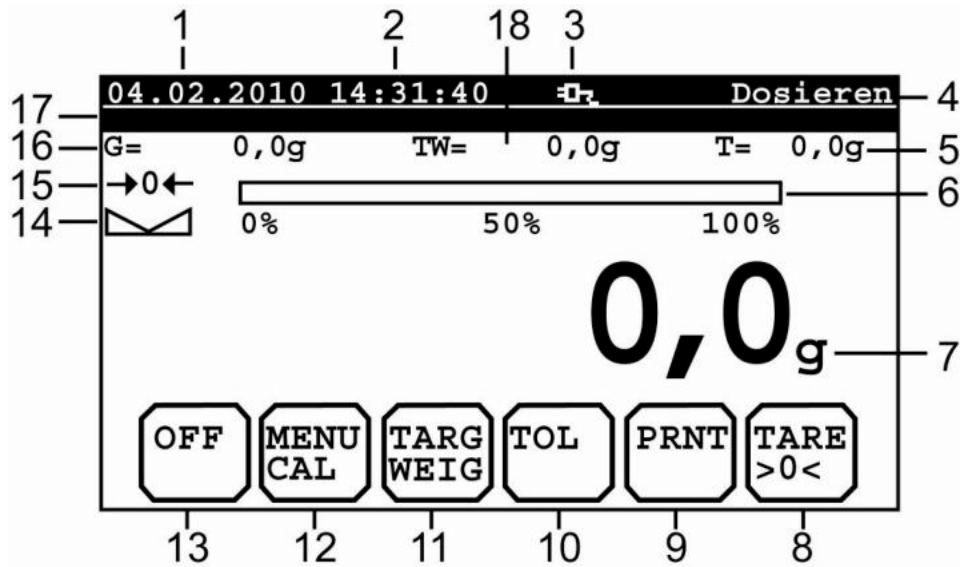 1 2 18 3
04.02.2010 14:31:40 Dosieren 4
17
16 G= 0,0g TW= 0,0g T= 0,0g 5
15 →0← 6
14 0% 50% 100%
0,0g 7
OFF MENU CAL TARG WEIG TOL PRNT TARE >0<
13 12 11 10 9 8